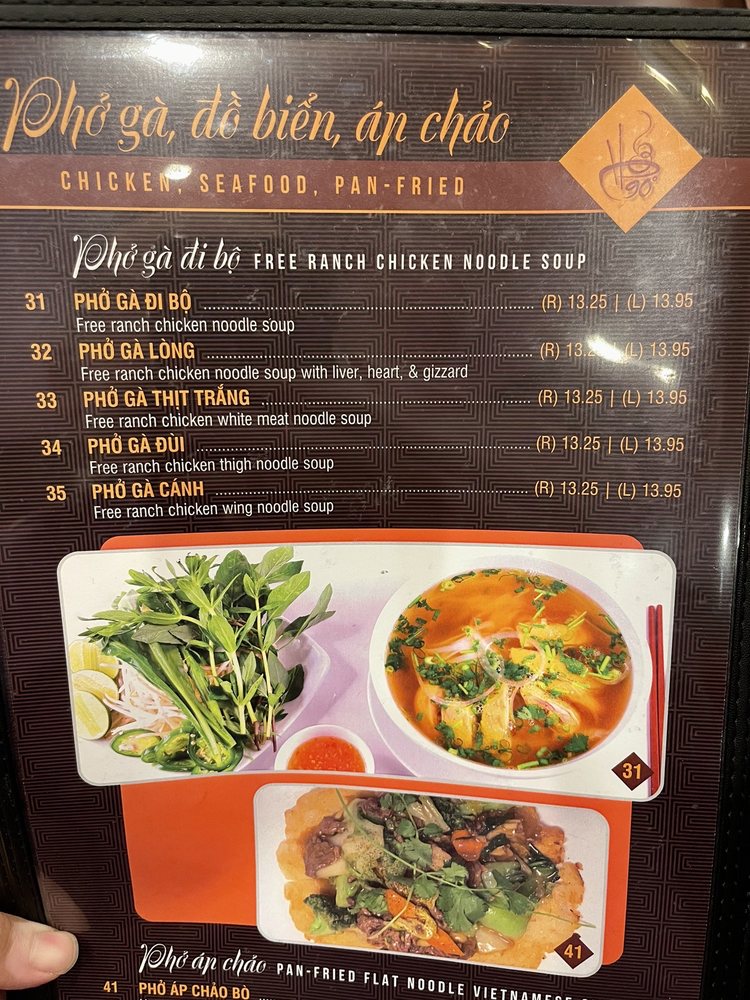 Phở gà, đồ biển, áp chảo
CHICKEN, SEAFOOD, PAN-FRIED
90°
Phở gà đi bộ FREE RANCH CHICKEN NOODLE SOUP
31 PHỞ GÀ ĐI BỘ (R) 13.25 | (L) 13.95
Free ranch chicken noodle soup
32 PHỞ GÀ LÒNG (R) (L) 13.95
Free ranch chicken noodle soup with liver, heart, & gizzard
33 PHỞ GÀ THỊT TRẮNG (R) 13.25 | (L) 13.95
Free ranch chicken white meat noodle soup
34 PHỞ GÀ ĐÙI (R) 13.25 | (L) 13.95
Free ranch chicken thigh noodle soup
35 PHỞ GÀ CÁNH (R) 13.25 | (L) 13.95
Free ranch chicken wing noodle soup
31
41
Phở áp chảo PAN-FRIED FLAT NOODLE VIETNAMESE
41 PHỞ ÁP CHẢO BÒ